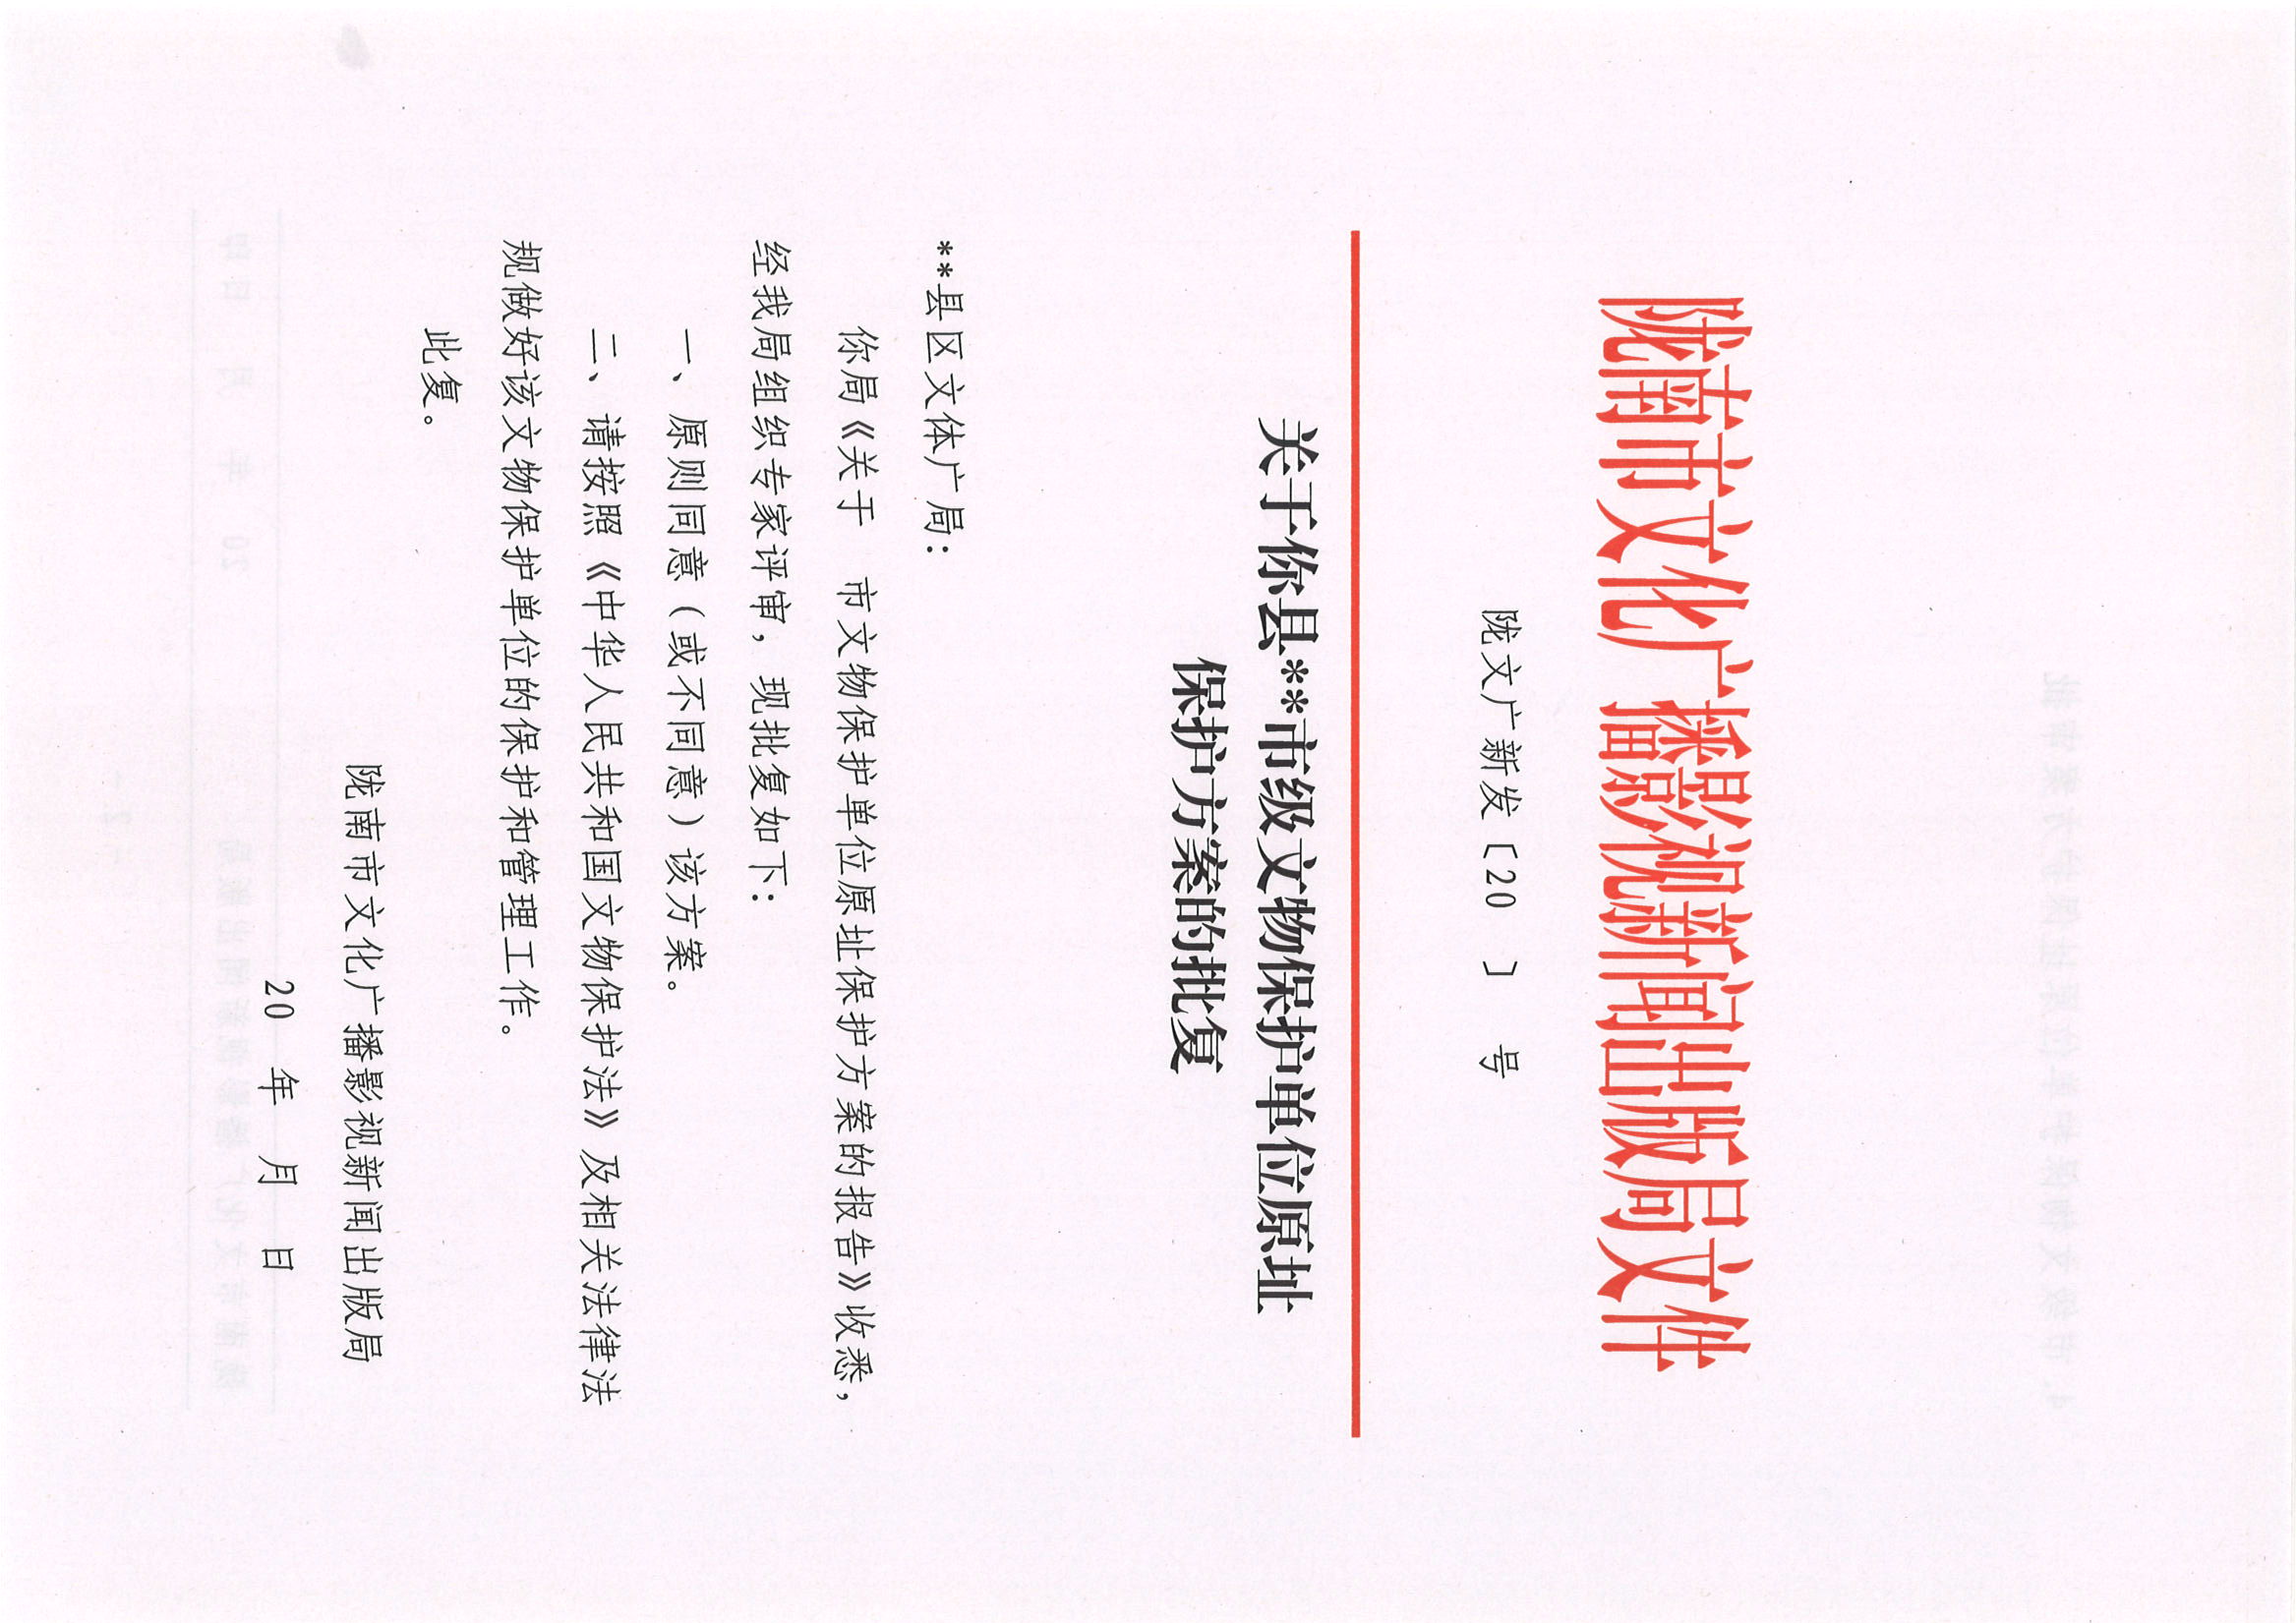 陇南市文化广播影视新闻出版局文件
陇文广新发〔20　〕　号
关于你县**市级文物保护单位原址
保护方案的批复
**县区文体广局：
你局《关于　市文物保护单位原址保护方案的报告》收悉，
经我局组织专家评审，现批复如下：
一、原则同意（或不同意）该方案。
二、请按照《中华人民共和国文物保护法》及相关法律法
规做好该文物保护单位的保护和管理工作。
此复。
陇南市文化广播影视新闻出版局
20　年　月　日